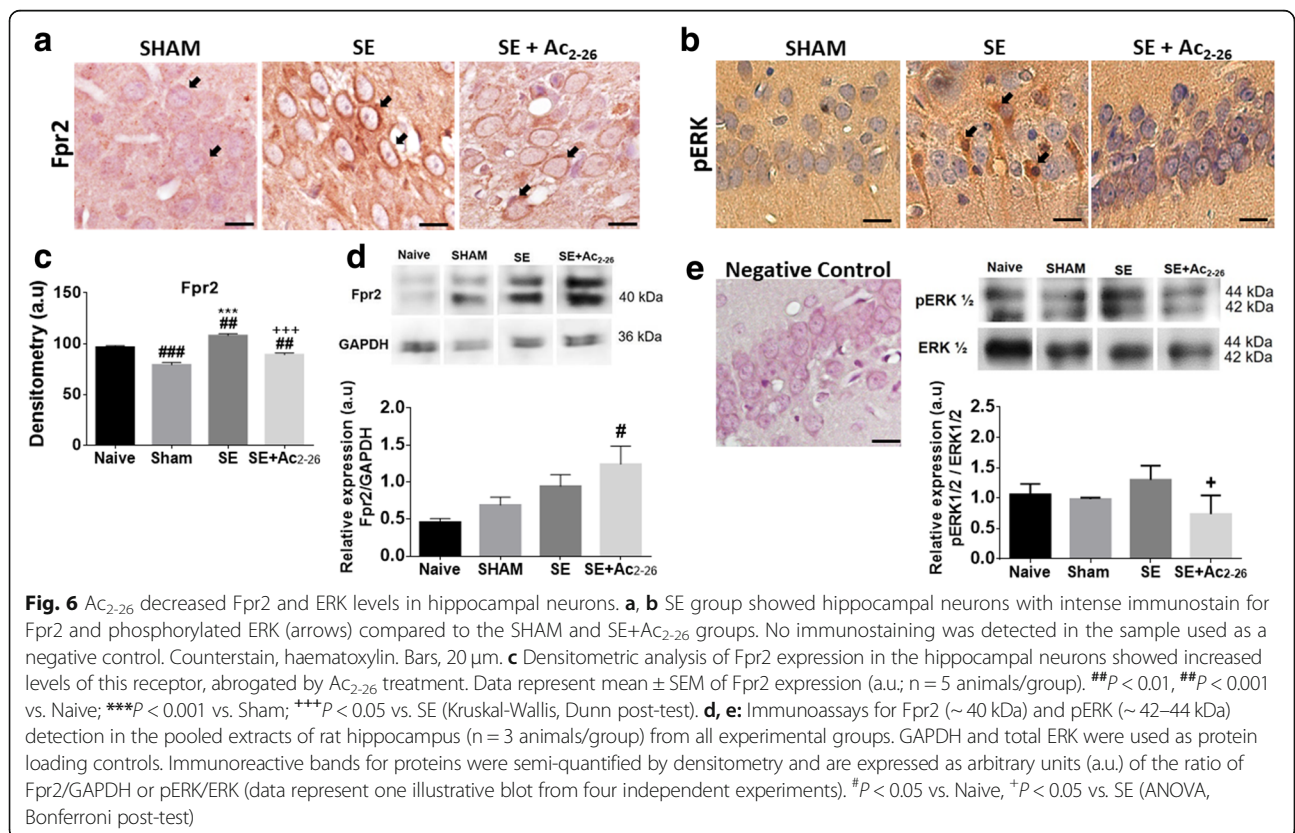 a
SHAM
SE
SE + Ac2-26
Fpr2
b
SHAM
SE
SE + Ac2-26
pERK
c
Fpr2
Densitometry (a.u)
150
100
50
0
###
***
##
+++
##
Naive Sham SE SE+Ac2-26
d
Naive SHAM SE SE+Ac2-26
Fpr2
40 kDa
GAPDH
36 kDa
Relative expression (a.u)
Fpr2/GAPDH
2.0
1.5
1.0
0.5
0.0
#
Naive SHAM SE SE+Ac2-26
e
Negative Control
Naive SHAM SE SE+Ac2-26
pERK ½
44 kDa
42 kDa
ERK ½
44 kDa
42 kDa
Relative expression (a.u)
pERK1/2 / ERK1/2
2.5
2.0
1.5
1.0
0.5
0.0
+
Naive Sham SE SE+Ac2-26
Fig. 6 Ac2-26 decreased Fpr2 and ERK levels in hippocampal neurons. a, b SE group showed hippocampal neurons with intense immunostain for
Fpr2 and phosphorylated ERK (arrows) compared to the SHAM and SE+Ac2-26 groups. No immunostaining was detected in the sample used as a
negative control. Counterstain, haematoxylin. Bars, 20 μm. c Densitometric analysis of Fpr2 expression in the hippocampal neurons showed increased
levels of this receptor, abrogated by Ac2-26 treatment. Data represent mean ± SEM of Fpr2 expression (a.u.; n = 5 animals/group). ##P < 0.01, ##P < 0.001
vs. Naive; ***P < 0.001 vs. Sham; +++P < 0.05 vs. SE (Kruskal-Wallis, Dunn post-test). d, e: Immunoassays for Fpr2 (~ 40 kDa) and pERK (~ 42–44 kDa)
detection in the pooled extracts of rat hippocampus (n = 3 animals/group) from all experimental groups. GAPDH and total ERK were used as protein
loading controls. Immunoreactive bands for proteins were semi-quantified by densitometry and are expressed as arbitrary units (a.u.) of the ratio of
Fpr2/GAPDH or pERK/ERK (data represent one illustrative blot from four independent experiments). #P < 0.05 vs. Naive, +P < 0.05 vs. SE (ANOVA,
Bonferroni post-test)